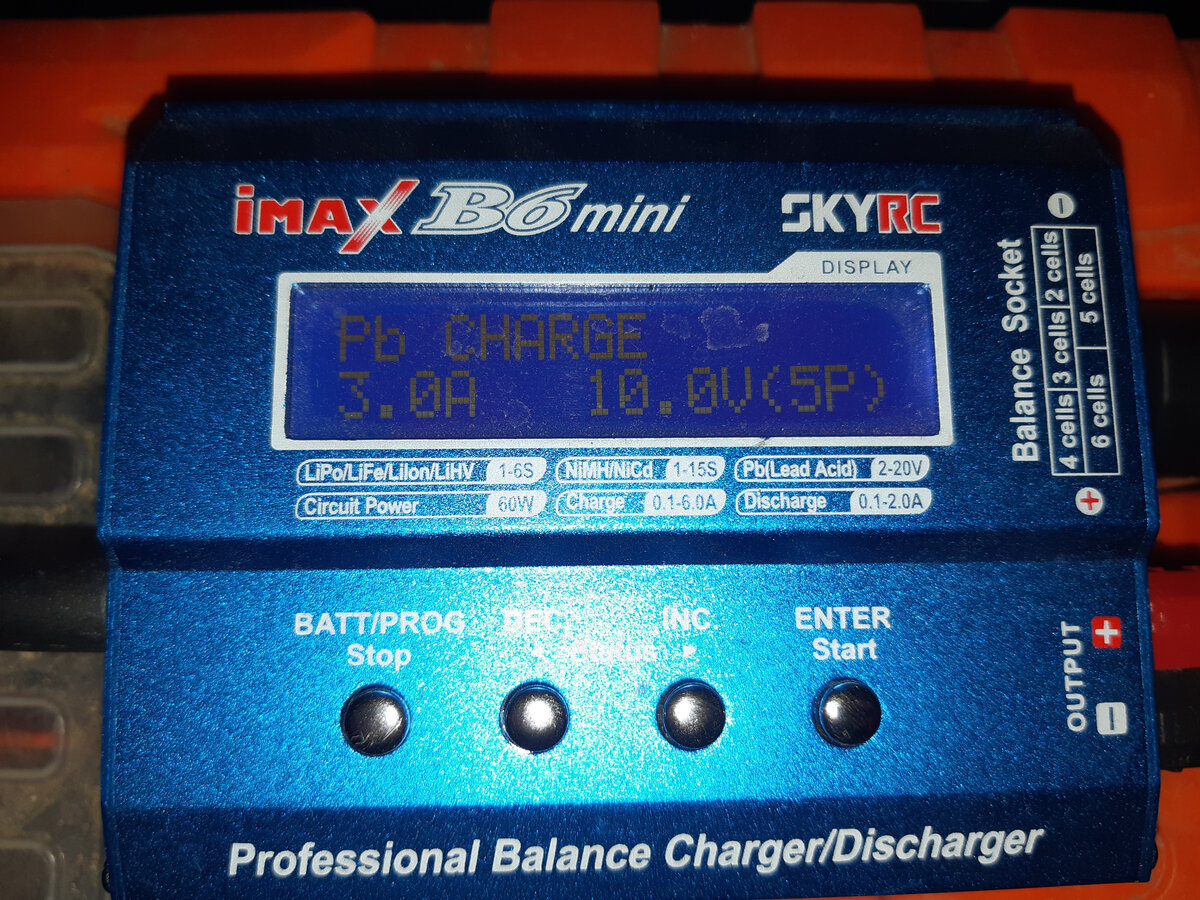 iMAX B6 mini SKYRC
DISPLAY
Pb CHARGE
3.0A 10.0V(5P)
LiPo/LiFe/LiIon/LiHV 1-6S NiMH/NiCd 1-15S Pb(Lead Acid) 2-20V
Circuit Power 60W Charge 0.1-6.0A Discharge 0.1-2.0A
Balance Socket
4 cells 3 cells 2 cells
6 cells 5 cells
BATT/PROG DEC. INC. ENTER
Stop Status Start
OUTPUT
Professional Balance Charger/Discharger